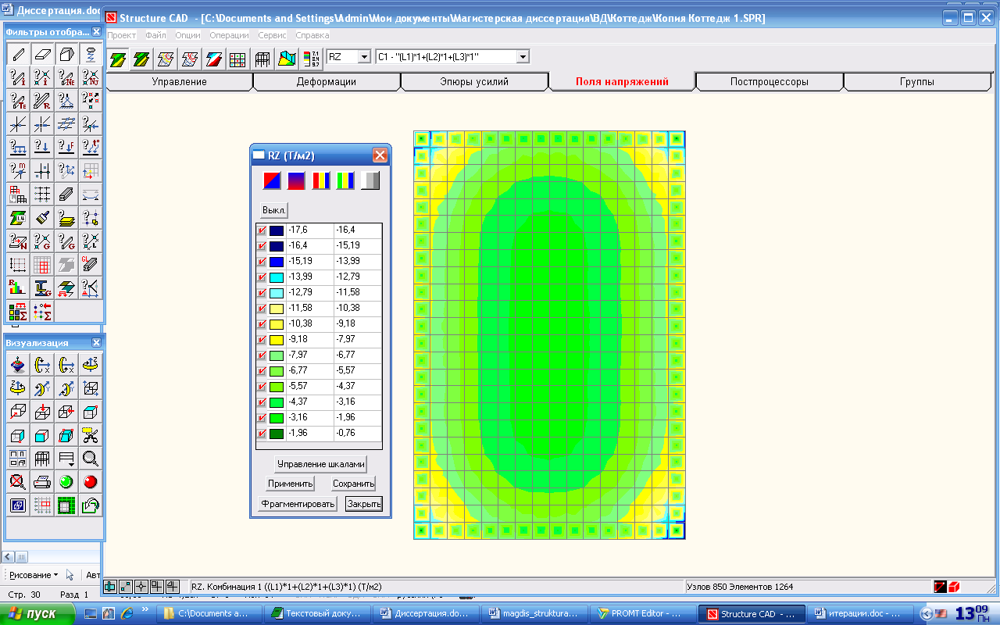 Диссертация.doc
Structure CAD - [C:\Documents and Settings\Admin\Мои документы\Магистерская диссертация\ВД\Коттедж\Копия Коттедж 1.SPR]
Фильтры отобра...
Проект Файл Опции Операции Сервис Справка
RZ C1 - "(L1)*1+(L2)*1+(L3)*1"
Управление Деформации Эпюры усилий Поля напряжений Постпроцессоры Группы
RZ (Т/м2)
Выкл.
-17,6 -16,4
-16,4 -15,19
-15,19 -13,99
-13,99 -12,79
-12,79 -11,58
-11,58 -10,38
-10,38 -9,18
-9,18 -7,97
-7,97 -6,77
-6,77 -5,57
-5,57 -4,37
-4,37 -3,16
-3,16 -1,96
-1,96 -0,76
Управление шкалами
Применить Сохранить
Фрагментировать Закрыть
Визуализация
Рисование Авт
RZ. Комбинация 1 ((L1)*1+(L2)*1+(L3)*1) (Т/м2) Узлов 850 Элементов 1264
Стр. 30 Разд 1
пуск C:\Documents a... Текстовый доку... Диссертация.do... magdis_struktura... PROMT Editor - ... Structure CAD - ... итерации.doc - ... 13 09
Пн